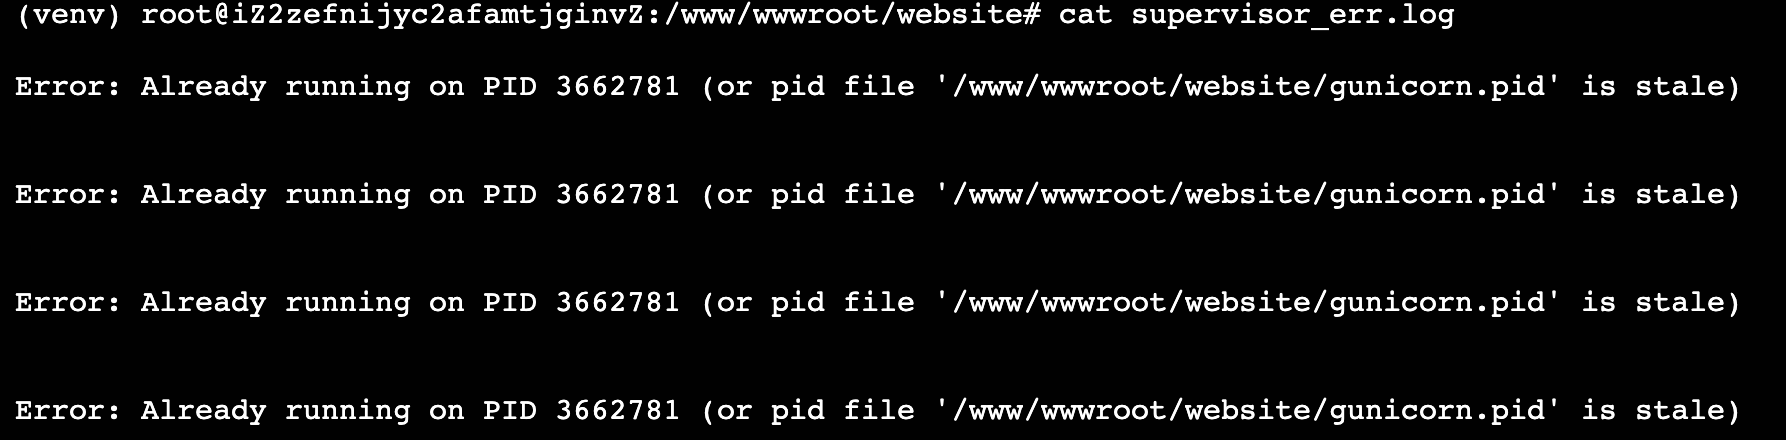 (venv) root@iZ2zefnijyc2afamtjginvZ:/www/wwwroot/website# cat supervisor_err.log
Error: Already running on PID 3662781 (or pid file '/www/wwwroot/website/gunicorn.pid' is stale)
Error: Already running on PID 3662781 (or pid file '/www/wwwroot/website/gunicorn.pid' is stale)
Error: Already running on PID 3662781 (or pid file '/www/wwwroot/website/gunicorn.pid' is stale)
Error: Already running on PID 3662781 (or pid file '/www/wwwroot/website/gunicorn.pid' is stale)